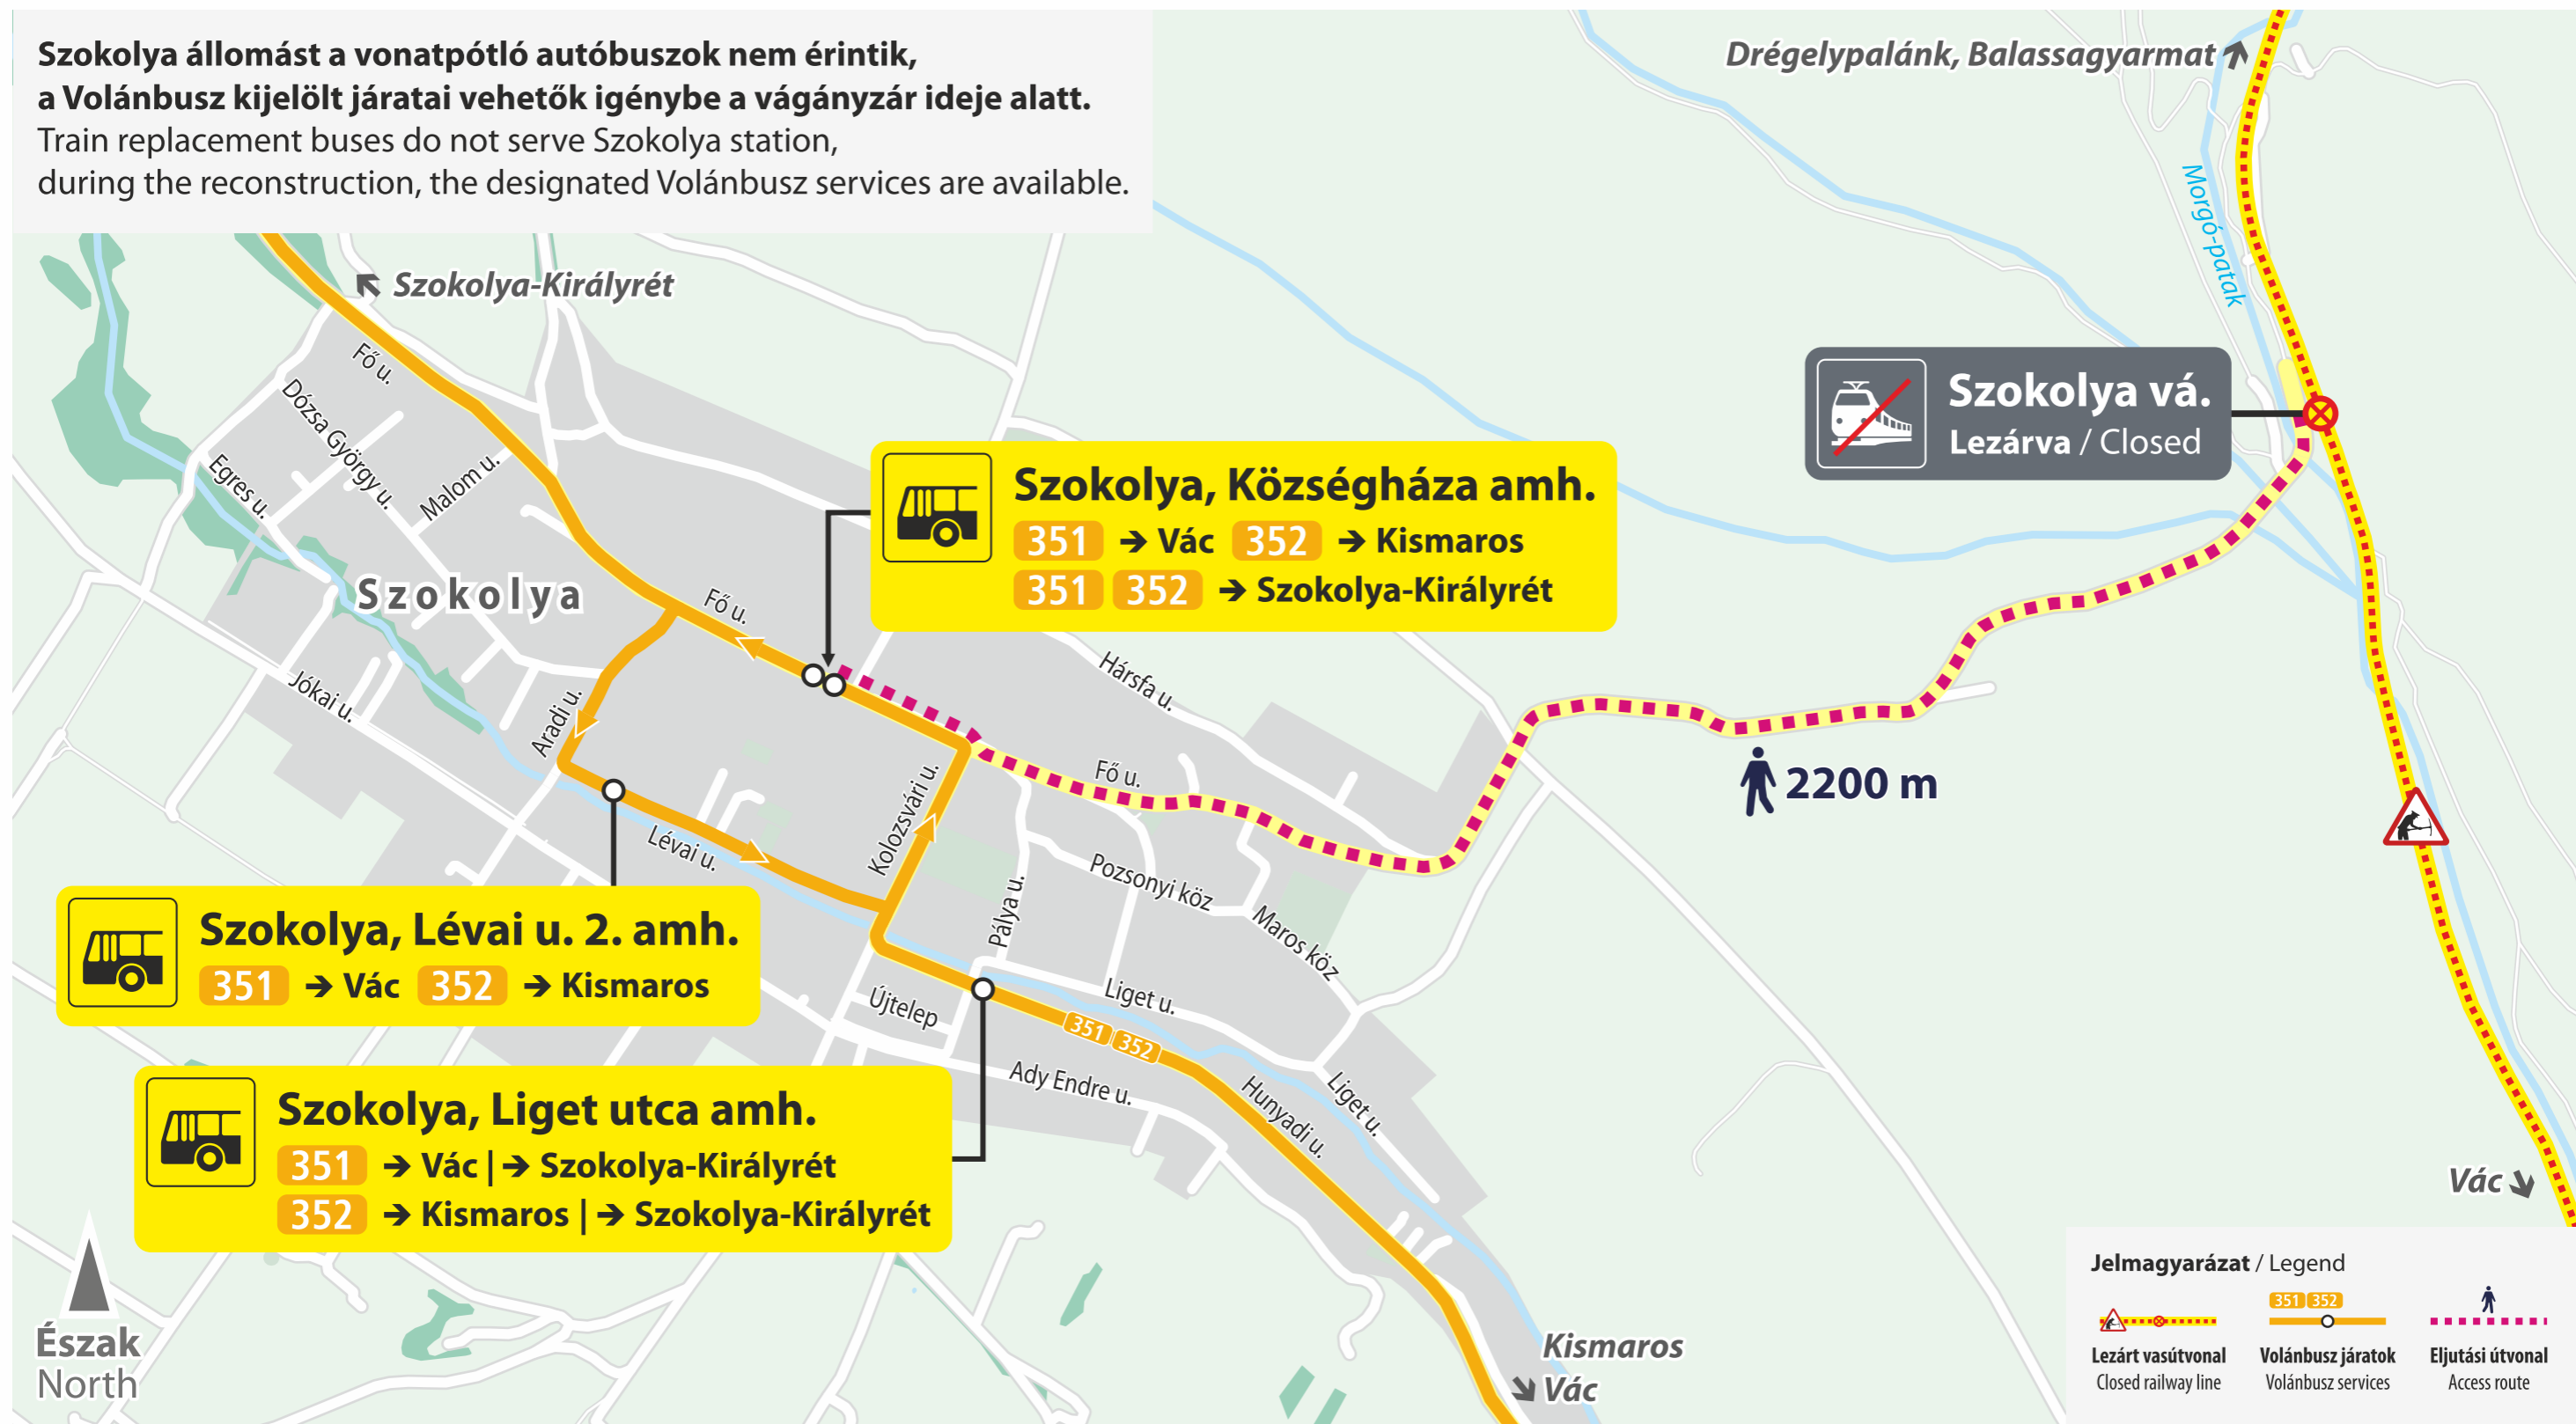 Szokolya állomást a vonatpótló autóbuszok nem érintik,
a Volánbusz kijelölt járatai vehetők igénybe a vágányzár ideje alatt.
Train replacement buses do not serve Szokolya station,
during the reconstruction, the designated Volánbusz services are available.
Drégelypalánk, Balassagyarmat
Morgó-patak
Szokolya-Királyrét
Fő u.
Dózsa György u.
Malom u.
Egres u.
Szokolya
Szokolya vá.
Lezárva / Closed
Szokolya, Községháza amh.
351 → Vác 352 → Kismaros
351 352 → Szokolya-Királyrét
Fő u.
Hársfa u.
Jókai u.
Aradi u.
Fő u.
2200 m
Kolozsvári u.
Lévai u.
Pozsonyi köz
Pálya u.
Maros köz
Szokolya, Lévai u. 2. amh.
351 → Vác 352 → Kismaros
Liget u.
Újtelep
351 352
Ady Endre u.
Hunyadi u.
Liget u.
Szokolya, Liget utca amh.
351 → Vác | → Szokolya-Királyrét
352 → Kismaros | → Szokolya-Királyrét
Vác
Észak
North
Kismaros
Vác
Jelmagyarázat / Legend
351 352
Lezárt vasútvonal
Closed railway line
Volánbusz járatok
Volánbusz services
Eljutási útvonal
Access route